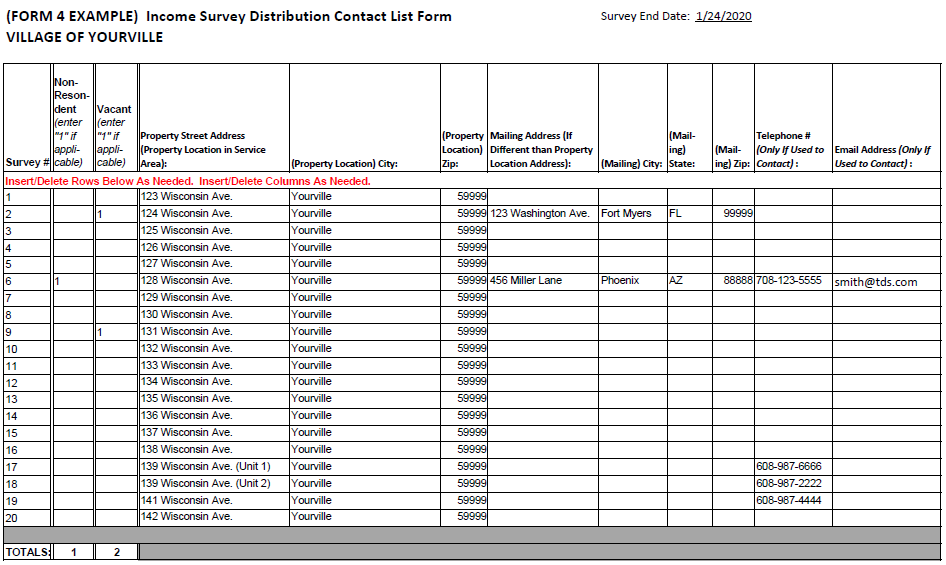 (FORM 4 EXAMPLE) Income Survey Distribution Contact List Form
Survey End Date: 1/24/2020
VILLAGE OF YOURVILLE
Survey # Non-Reson-dent (enter "1" if appli-cable) Vacant (enter "1" if appli-cable) Property Street Address (Property Location in Service Area): (Property Location) City: (Property Location) Zip: Mailing Address (If Different than Property Location Address): (Mailing) City: (Mail-ing) State: (Mail-ing) Zip: Telephone # (Only If Used to Contact) : Email Address (Only If Used to Contact) :
Insert/Delete Rows Below As Needed. Insert/Delete Columns As Needed.
1 123 Wisconsin Ave. Yourville 59999
2 1 124 Wisconsin Ave. Yourville 59999 123 Washington Ave. Fort Myers FL 99999
3 125 Wisconsin Ave. Yourville 59999
4 126 Wisconsin Ave. Yourville 59999
5 127 Wisconsin Ave. Yourville 59999
6 1 128 Wisconsin Ave. Yourville 59999 456 Miller Lane Phoenix AZ 88888 708-123-5555 smith@tds.com
7 129 Wisconsin Ave. Yourville 59999
8 130 Wisconsin Ave. Yourville 59999
9 1 131 Wisconsin Ave. Yourville 59999
10 132 Wisconsin Ave. Yourville 59999
11 133 Wisconsin Ave. Yourville 59999
12 134 Wisconsin Ave. Yourville 59999
13 135 Wisconsin Ave. Yourville 59999
14 136 Wisconsin Ave. Yourville 59999
15 137 Wisconsin Ave. Yourville 59999
16 138 Wisconsin Ave. Yourville 59999
17 139 Wisconsin Ave. (Unit 1) Yourville 59999 608-987-6666
18 139 Wisconsin Ave. (Unit 2) Yourville 59999 608-987-2222
19 141 Wisconsin Ave. Yourville 59999 608-987-4444
20 142 Wisconsin Ave. Yourville 59999
TOTALS: 1 2